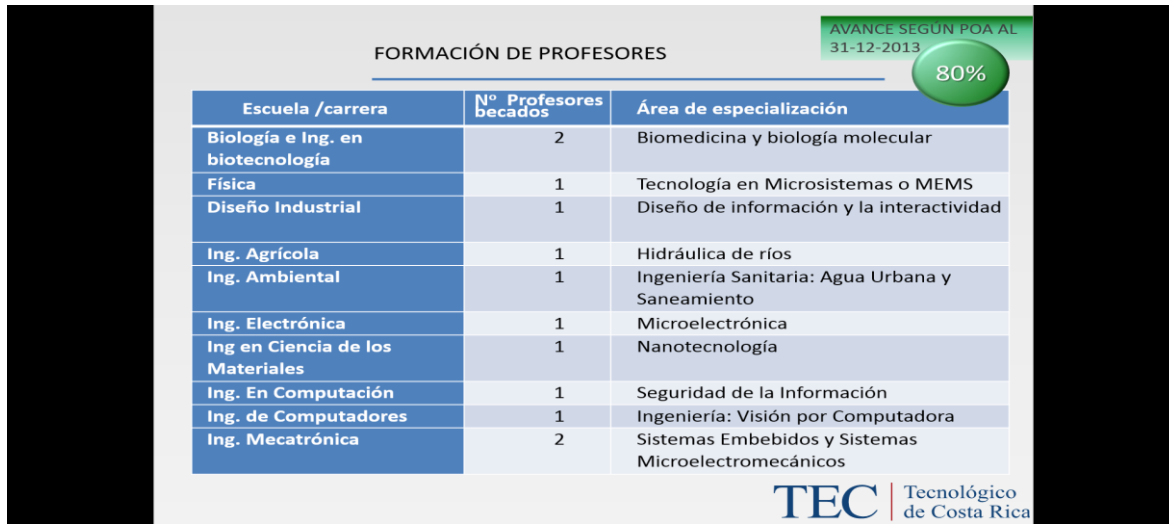 AVANCE SEGÚN POA AL
31-12-2013
80%
FORMACIÓN DE PROFESORES
Escuela /carrera
Nº Profesores
becados
Área de especialización
Biología e Ing. en
biotecnología
2
Biomedicina y biología molecular
Física
1
Tecnología en Microsistemas o MEMS
Diseño Industrial
1
Diseño de información y la interactividad
Ing. Agrícola
1
Hidráulica de ríos
Ing. Ambiental
1
Ingeniería Sanitaria: Agua Urbana y
Saneamiento
Ing. Electrónica
1
Microelectrónica
Ing en Ciencia de los
Materiales
1
Nanotecnología
Ing. En Computación
1
Seguridad de la Información
Ing. de Computadores
1
Ingeniería: Visión por Computadora
Ing. Mecatrónica
2
Sistemas Embebidos y Sistemas
Microelectromecánicos
TEC
Tecnológico
de Costa Rica